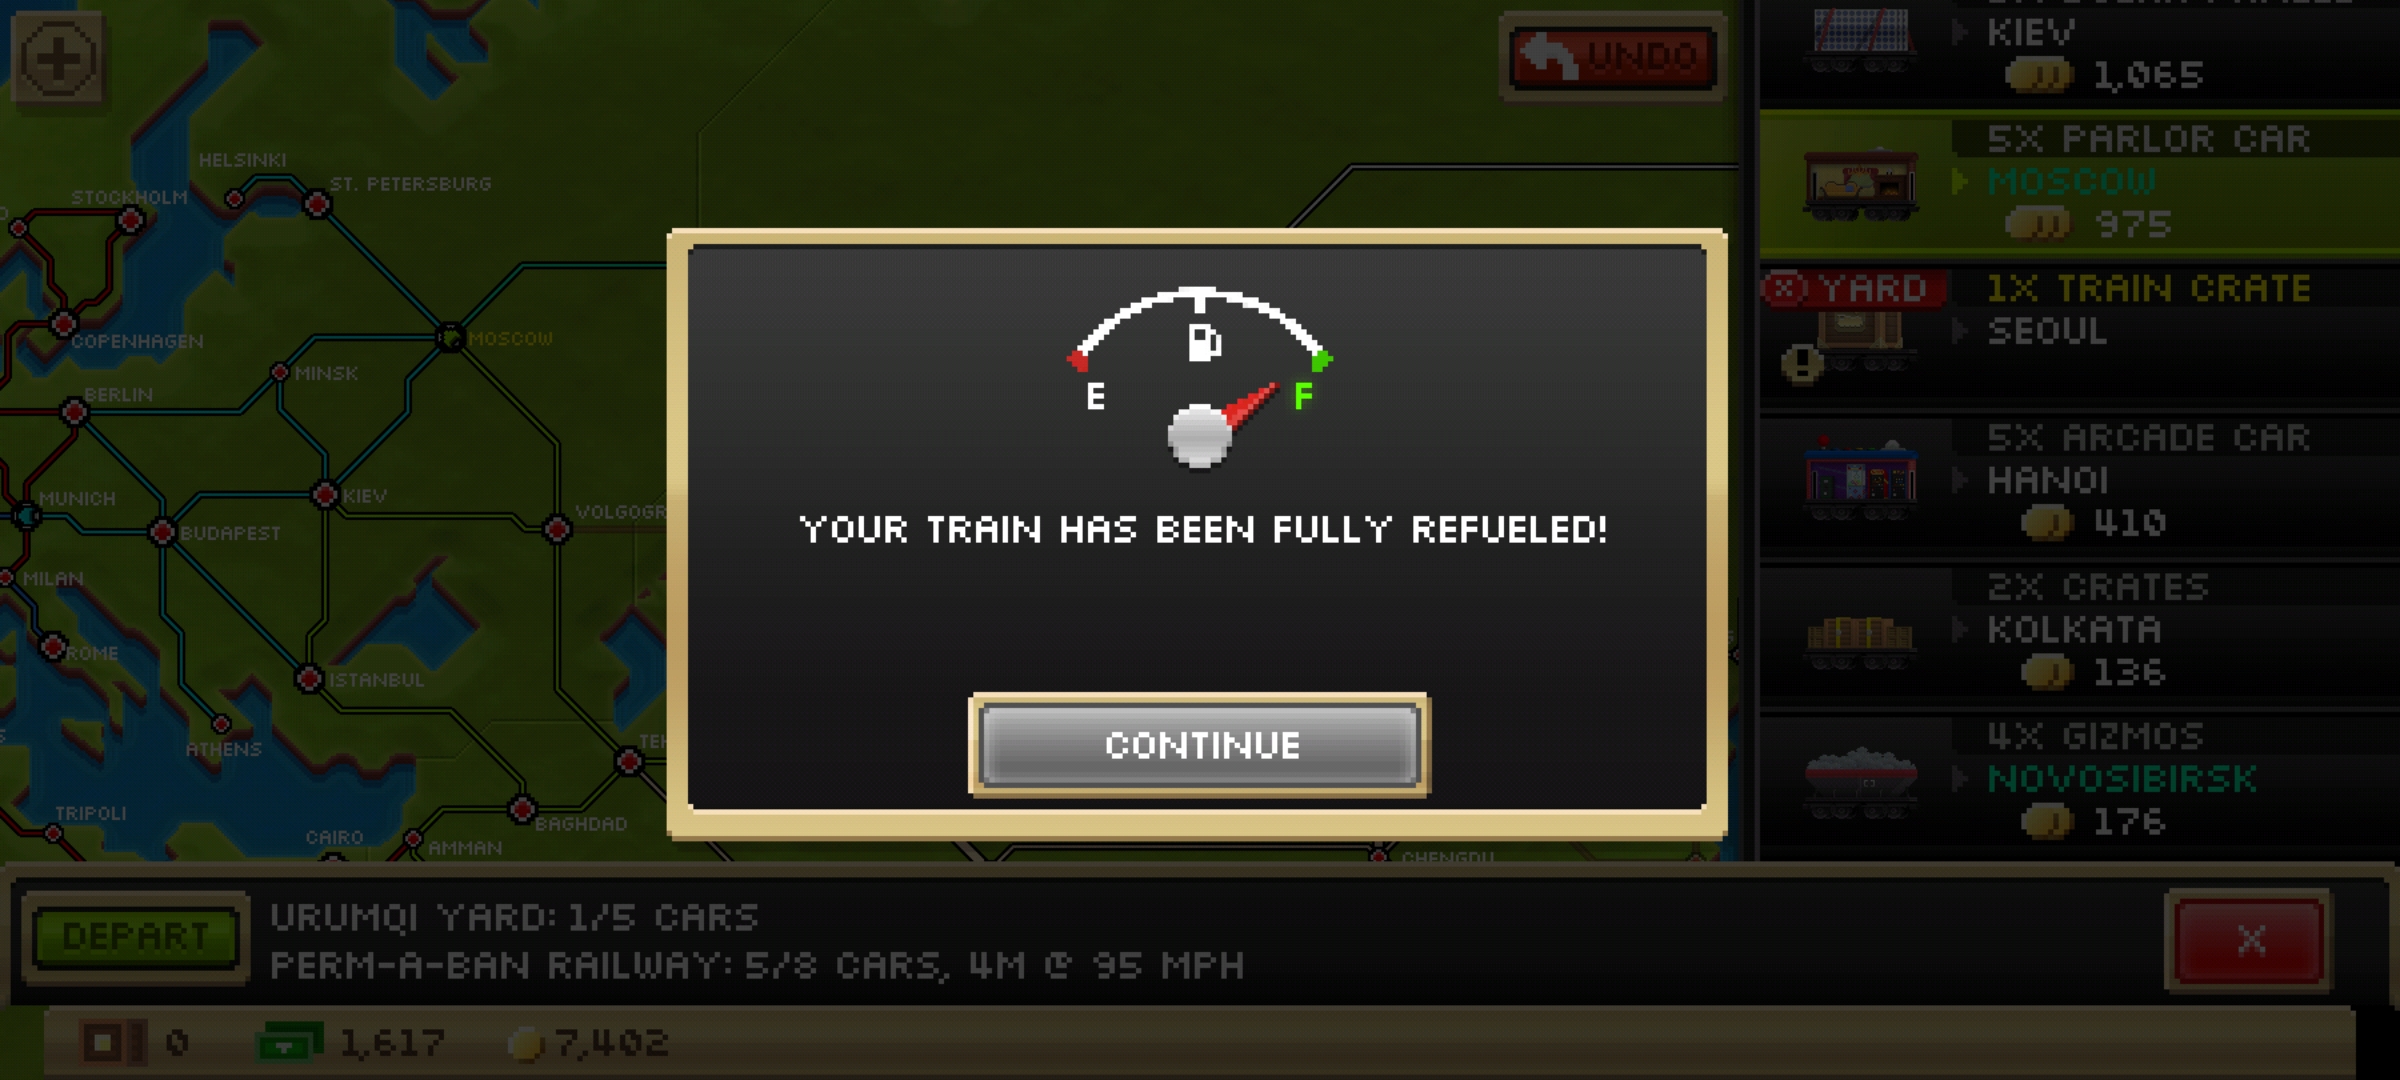 UNDO
KIEV
1,065
5X PARLOR CAR
MOSCOW
975
YARD
1X TRAIN CRATE
SEOUL
5X ARCADE CAR
HANOI
410
2X CRATES
KOLKATA
136
4X GIZMOS
NOVOSIBIRSK
176
HELSINKI
ST. PETERSBURG
STOCKHOLM
COPENHAGEN
MOSCOW
MINSK
BERLIN
MUNICH
KIEV
BUDAPEST
MILAN
ROME
ISTANBUL
ATHENS
TRIPOLI
CAIRO
AMMAN
BAGHDAD
CHENGDU
E
F
YOUR TRAIN HAS BEEN FULLY REFUELED!
CONTINUE
DEPART
URUMQI YARD: 1/5 CARS
PERM-A-BAN RAILWAY: 5/8 CARS, 4M @ 95 MPH
X
0
1,617
7,402